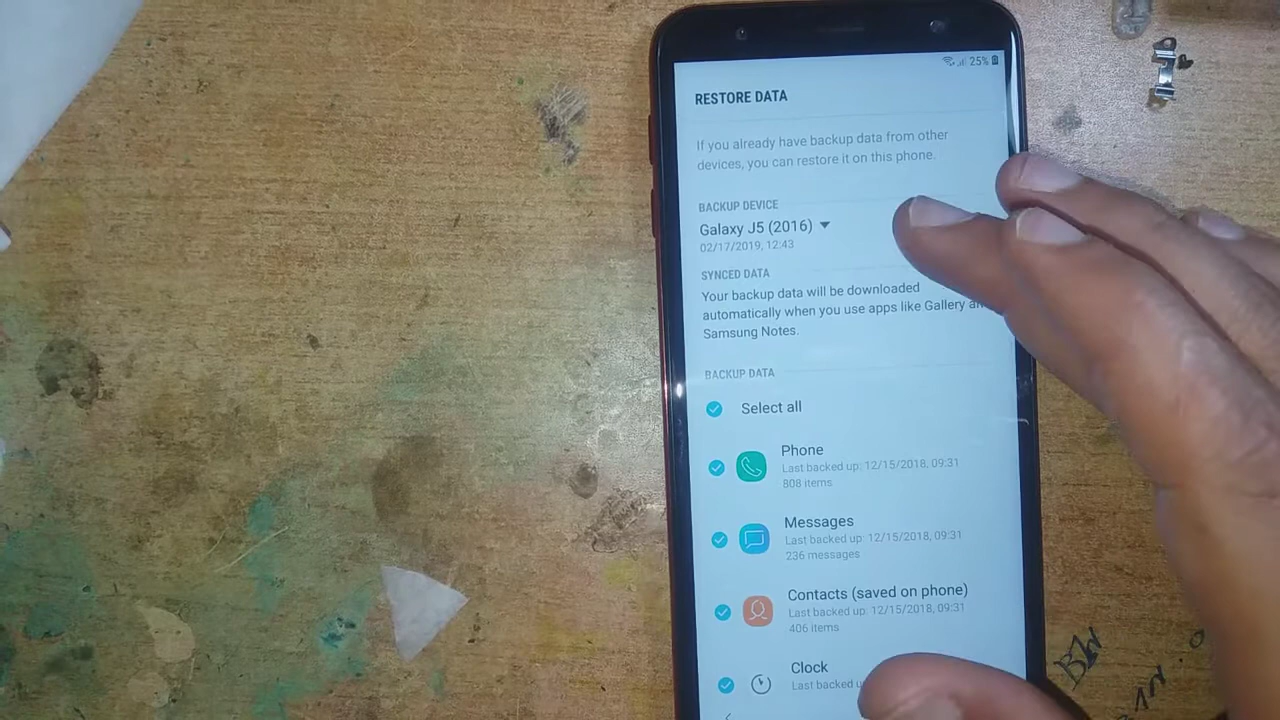 25%
RESTORE DATA
If you already have backup data from other
devices, you can restore it on this phone.
BACKUP DEVICE
Galaxy J5 (2016)
02/17/2019, 12:43
SYNCED DATA
Your backup data will be downloaded
automatically when you use apps like Gallery
Samsung Notes.
BACKUP DATA
Select all
Phone
Last backed up: 12/15/2018, 09:31
808 items
Messages
Last backed up: 12/15/2018, 09:31
236 messages
Contacts (saved on phone)
Last backed up: 12/15/2018, 09:31
406 items
Clock
Last backed